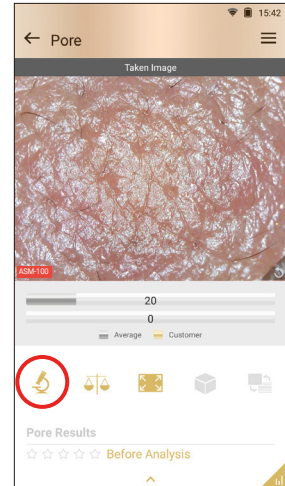 15:42
Pore
Taken Image
ASM-100
20
0
Average Customer
Pore Results
Before Analysis